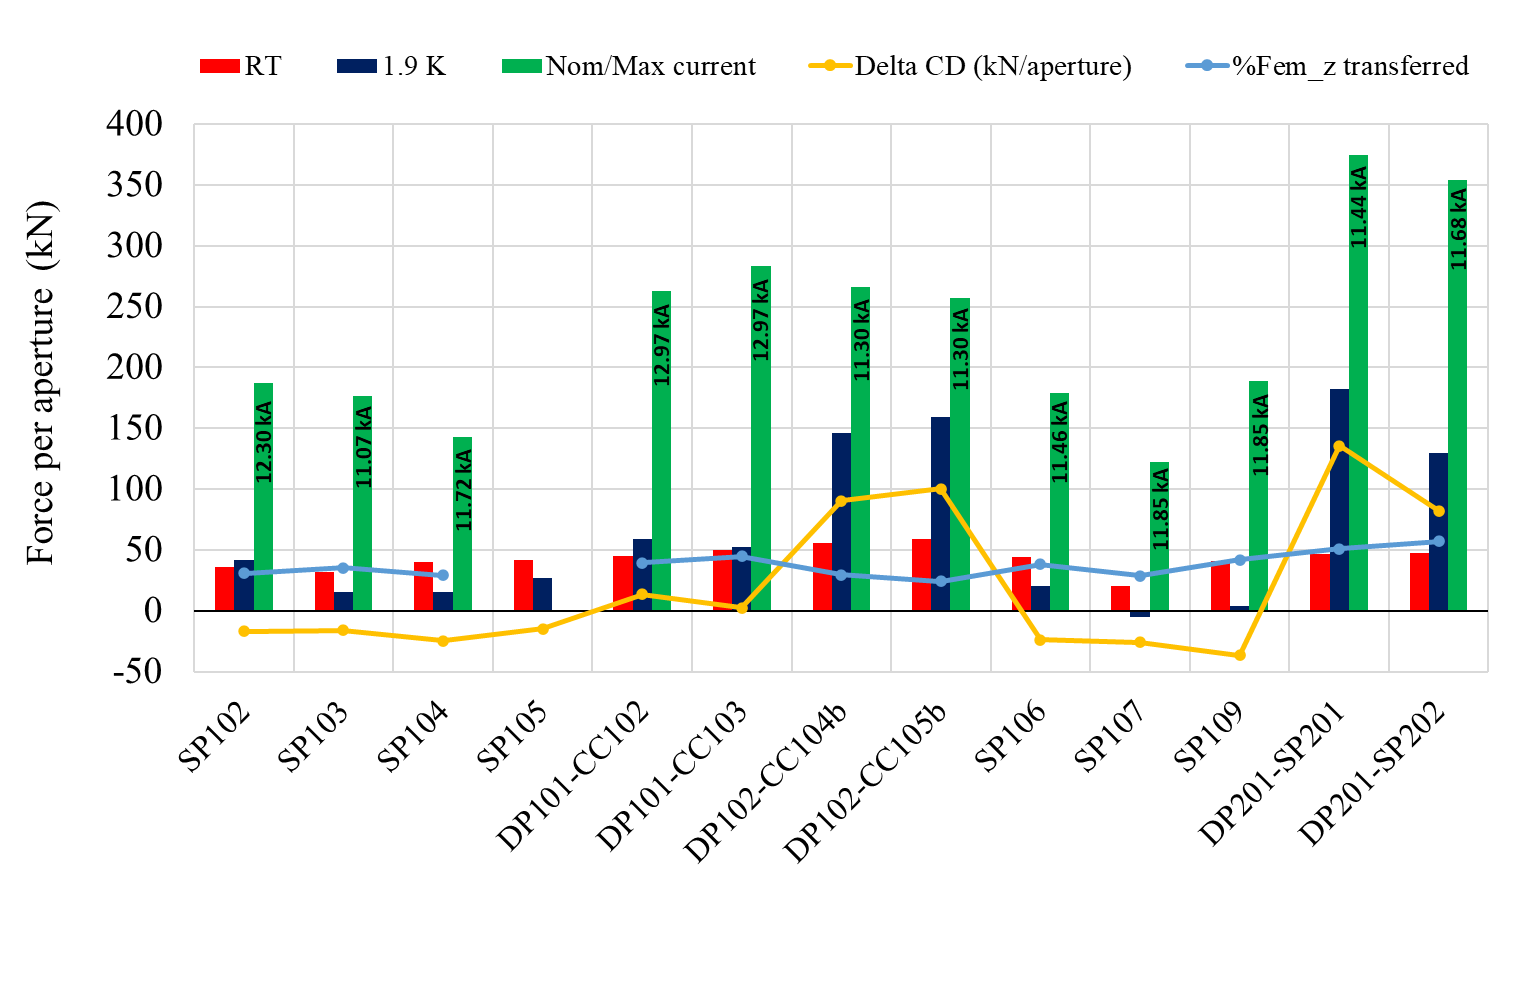 RT 1.9 K Nom/Max current Delta CD (kN/aperture) %Fem_z transferred
Force per aperture (kN)
400
350
300
250
200
150
100
50
0
-50
12.30 kA
11.07 kA
11.72 kA
12.97 kA
12.97 kA
11.30 kA
11.30 kA
11.46 kA
11.85 kA
11.85 kA
11.44 kA
11.68 kA
SP102
SP103
SP104
SP105
DP101-CC102
DP101-CC103
DP102-CC104b
DP102-CC105b
SP106
SP107
SP109
DP201-SP201
DP201-SP202